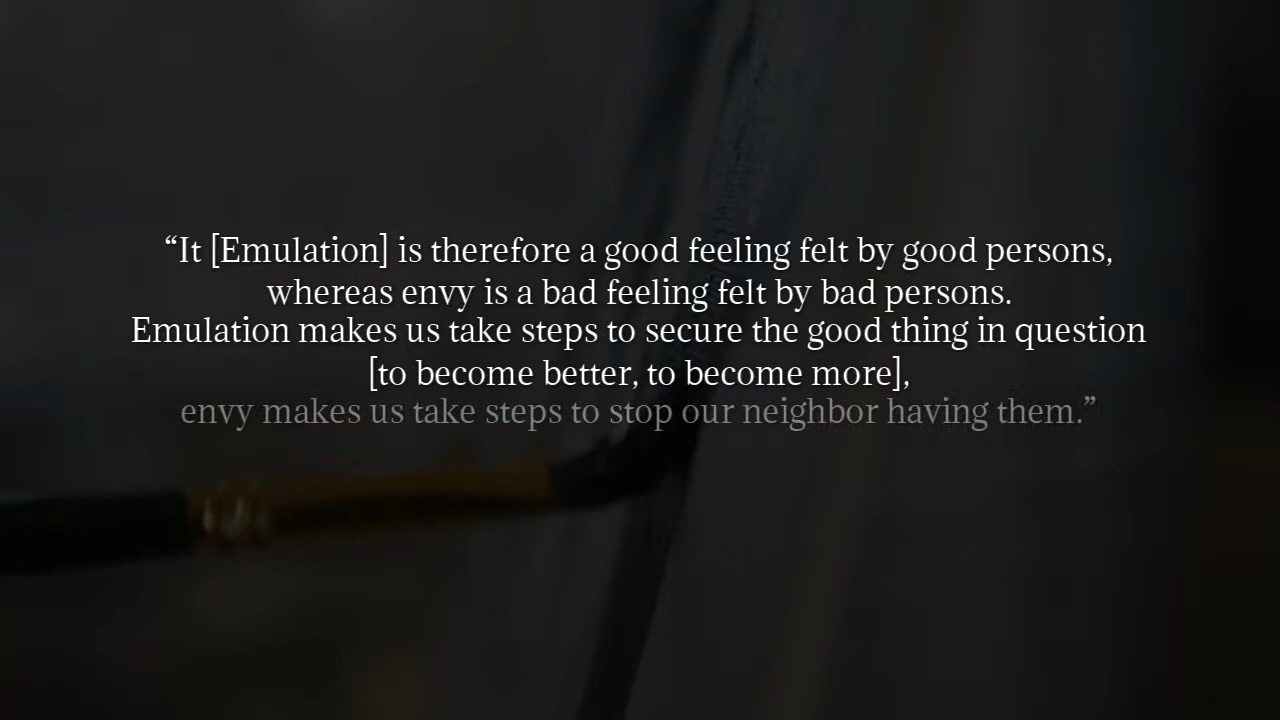 “It [Emulation] is therefore a good feeling felt by good persons,
whereas envy is a bad feeling felt by bad persons.
Emulation makes us take steps to secure the good thing in question
[to become better, to become more],
envy makes us take steps to stop our neighbor having them.”